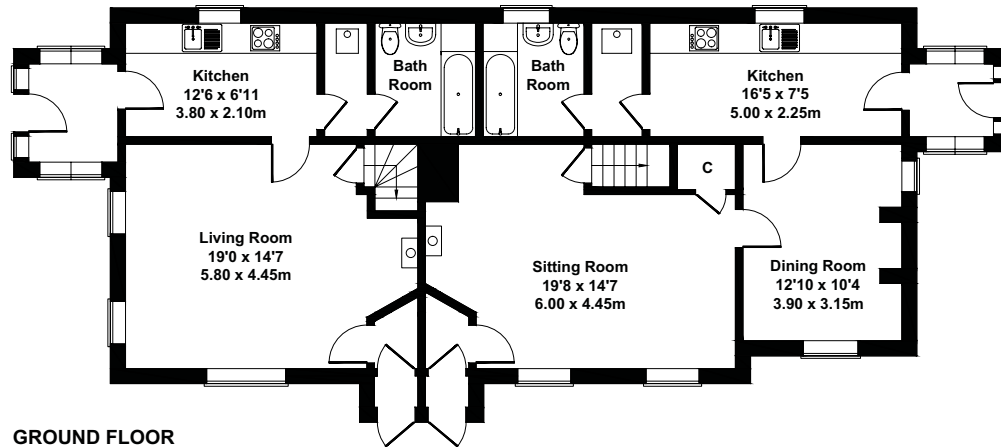 Kitchen
12'6 x 6'11
3.80 x 2.10m
Bath
Room
Bath
Room
Kitchen
16'5 x 7'5
5.00 x 2.25m
C
Living Room
19'0 x 14'7
5.80 x 4.45m
Sitting Room
19'8 x 14'7
6.00 x 4.45m
Dining Room
12'10 x 10'4
3.90 x 3.15m
GROUND FLOOR